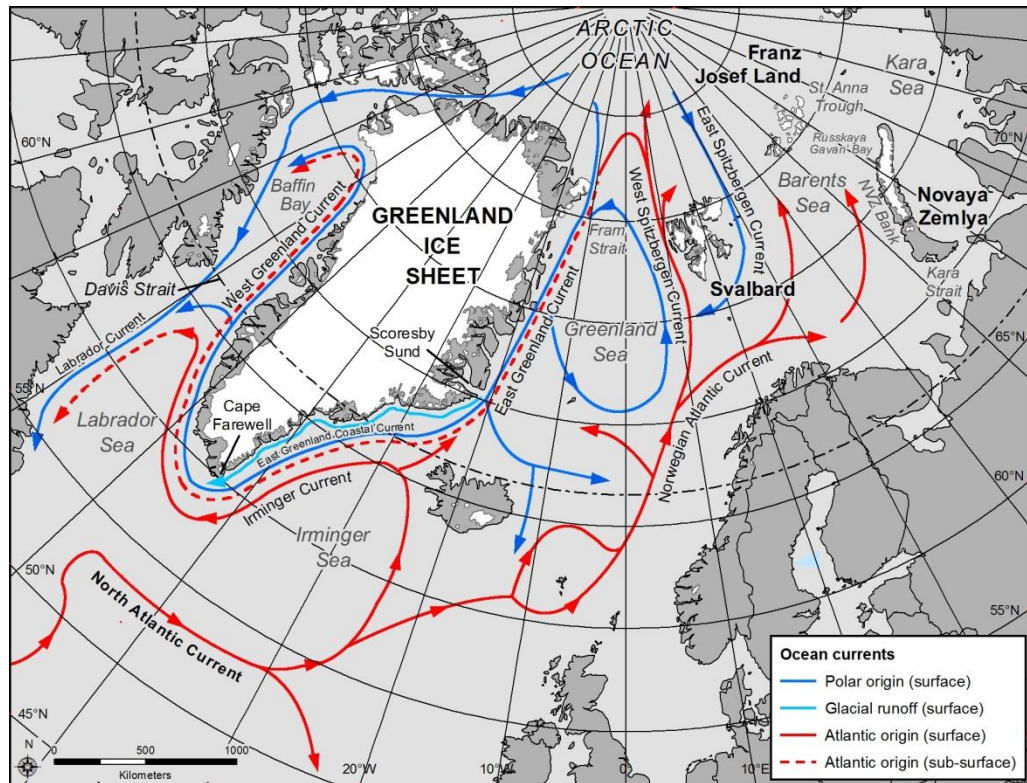 ARCTIC
OCEAN
Franz
Josef Land
Kara
Sea
St. Anna
Trough
Russkaya
Gavan' Bay
70°N
60°N
East Spitzbergen Current
Barents
Sea
NVZ Bank
Novaya
Zemlya
Baffin
Bay
GREENLAND
ICE
SHEET
West Greenland Current
West Spitzbergen Current
Fram
Strait
Svalbard
Kara
Strait
Davis Strait
Labrador Current
Scoresby
Sund
East Greenland Current
Greenland
Sea
65°N
55°N
Labrador
Sea
Cape
Farewell
East Greenland Coastal Current
Irminger Current
Norwegian Atlantic Current
60°N
Irminger
Sea
50°N
North Atlantic Current
55°N
45°N
N
0
500
1000
Kilometers
20°W
10°W
0°
10°E
Ocean currents
Polar origin (surface)
Glacial runoff (surface)
Atlantic origin (surface)
Atlantic origin (sub-surface)